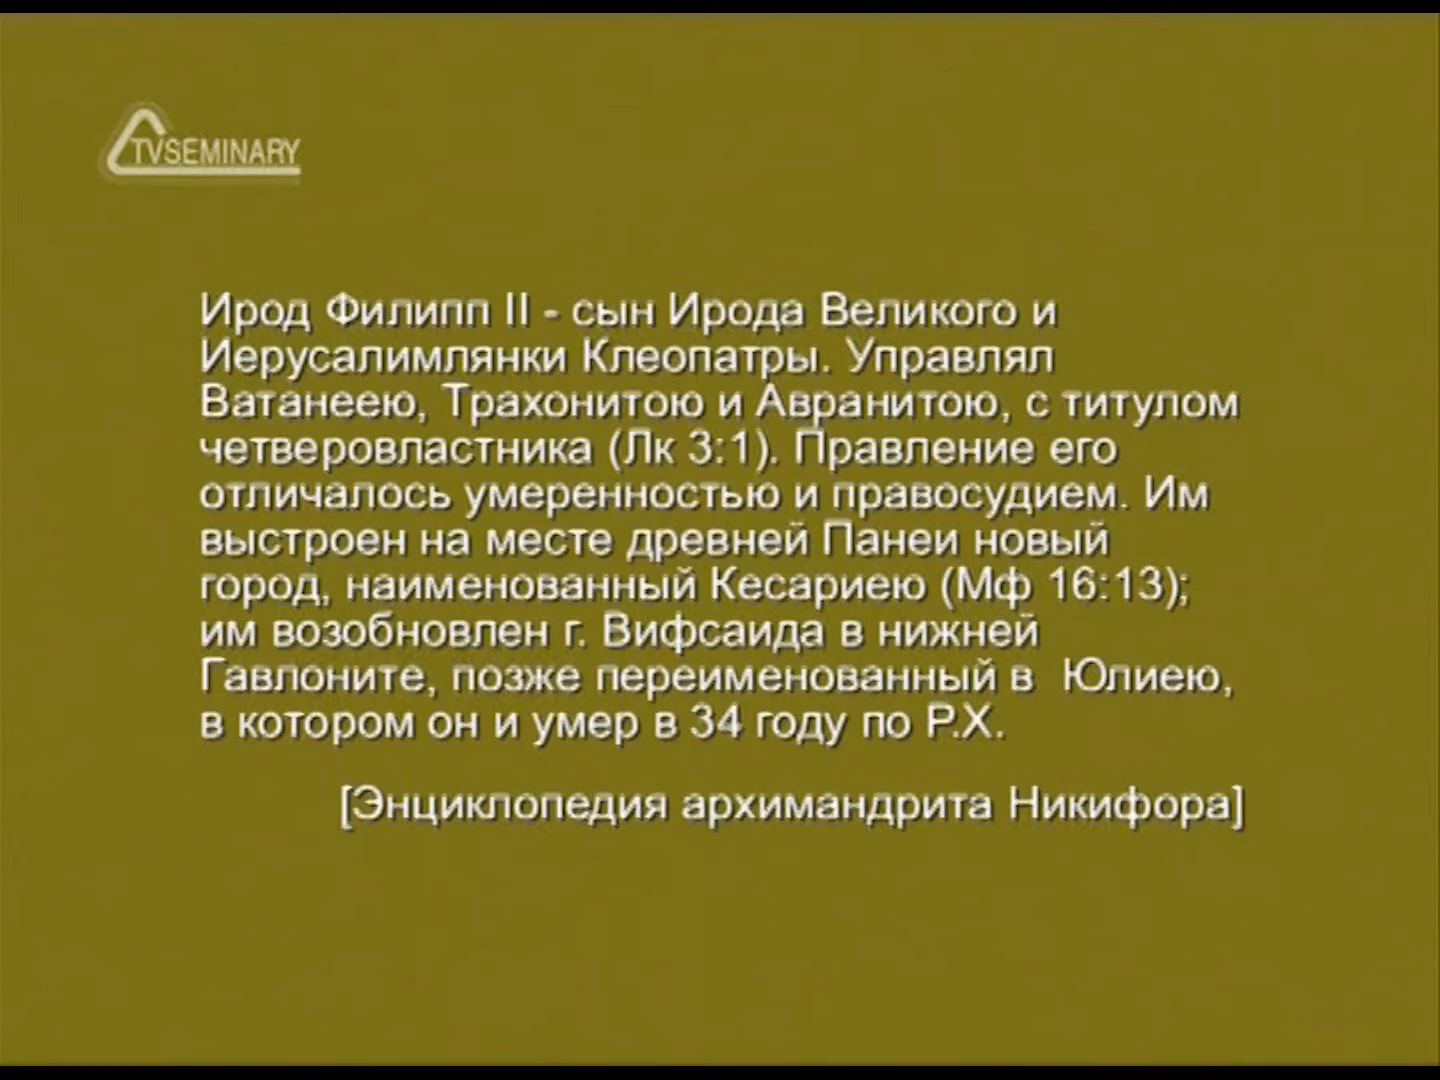 TVSEMINARY
Ирод Филипп II - сын Ирода Великого и
Иерусалимлянки Клеопатры. Управлял
Ватанеею, Трахонитою и Авранитою, с титулом
четверовластника (Лк 3:1). Правление его
отличалось умеренностью и правосудием. Им
выстроен на месте древней Панеи новый
город, наименованный Кесариею (Мф 16:13);
им возобновлен г. Вифсаида в нижней
Гавлоните, позже переименованный в  Юлиею,
в котором он и умер в 34 году по Р.Х.
[Энциклопедия архимандрита Никифора]